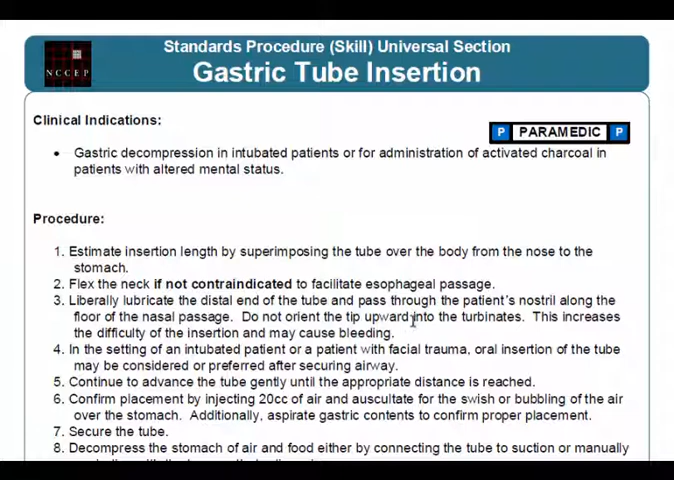 Standards Procedure (Skill) Universal Section
NCCEP
Gastric Tube Insertion
Clinical Indications:
P PARAMEDIC P
• Gastric decompression in intubated patients or for administration of activated charcoal in
patients with altered mental status.
Procedure:
1. Estimate insertion length by superimposing the tube over the body from the nose to the
stomach.
2. Flex the neck if not contraindicated to facilitate esophageal passage.
3. Liberally lubricate the distal end of the tube and pass through the patient's nostril along the
floor of the nasal passage. Do not orient the tip upward into the turbinates. This increases
the difficulty of the insertion and may cause bleeding.
4. In the setting of an intubated patient or a patient with facial trauma, oral insertion of the tube
may be considered or preferred after securing airway.
5. Continue to advance the tube gently until the appropriate distance is reached.
6. Confirm placement by injecting 20cc of air and auscultate for the swish or bubbling of the air
over the stomach. Additionally, aspirate gastric contents to confirm proper placement.
7. Secure the tube.
8. Decompress the stomach of air and food either by connecting the tube to suction or manually